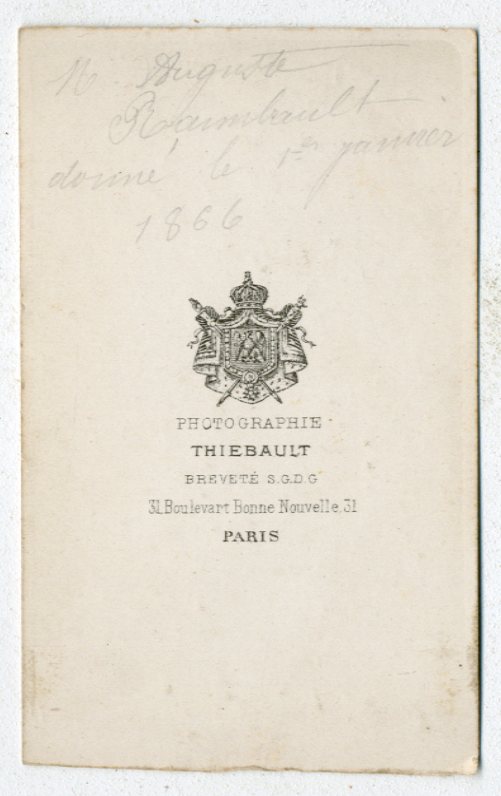 M. Auguste
Raimbault
donné le 1er janvier
1866
PHOTOGRAPHIE
THIEBAULT
BREVETÉ S.G.D.G
31, Boulevart Bonne Nouvelle, 31
PARIS